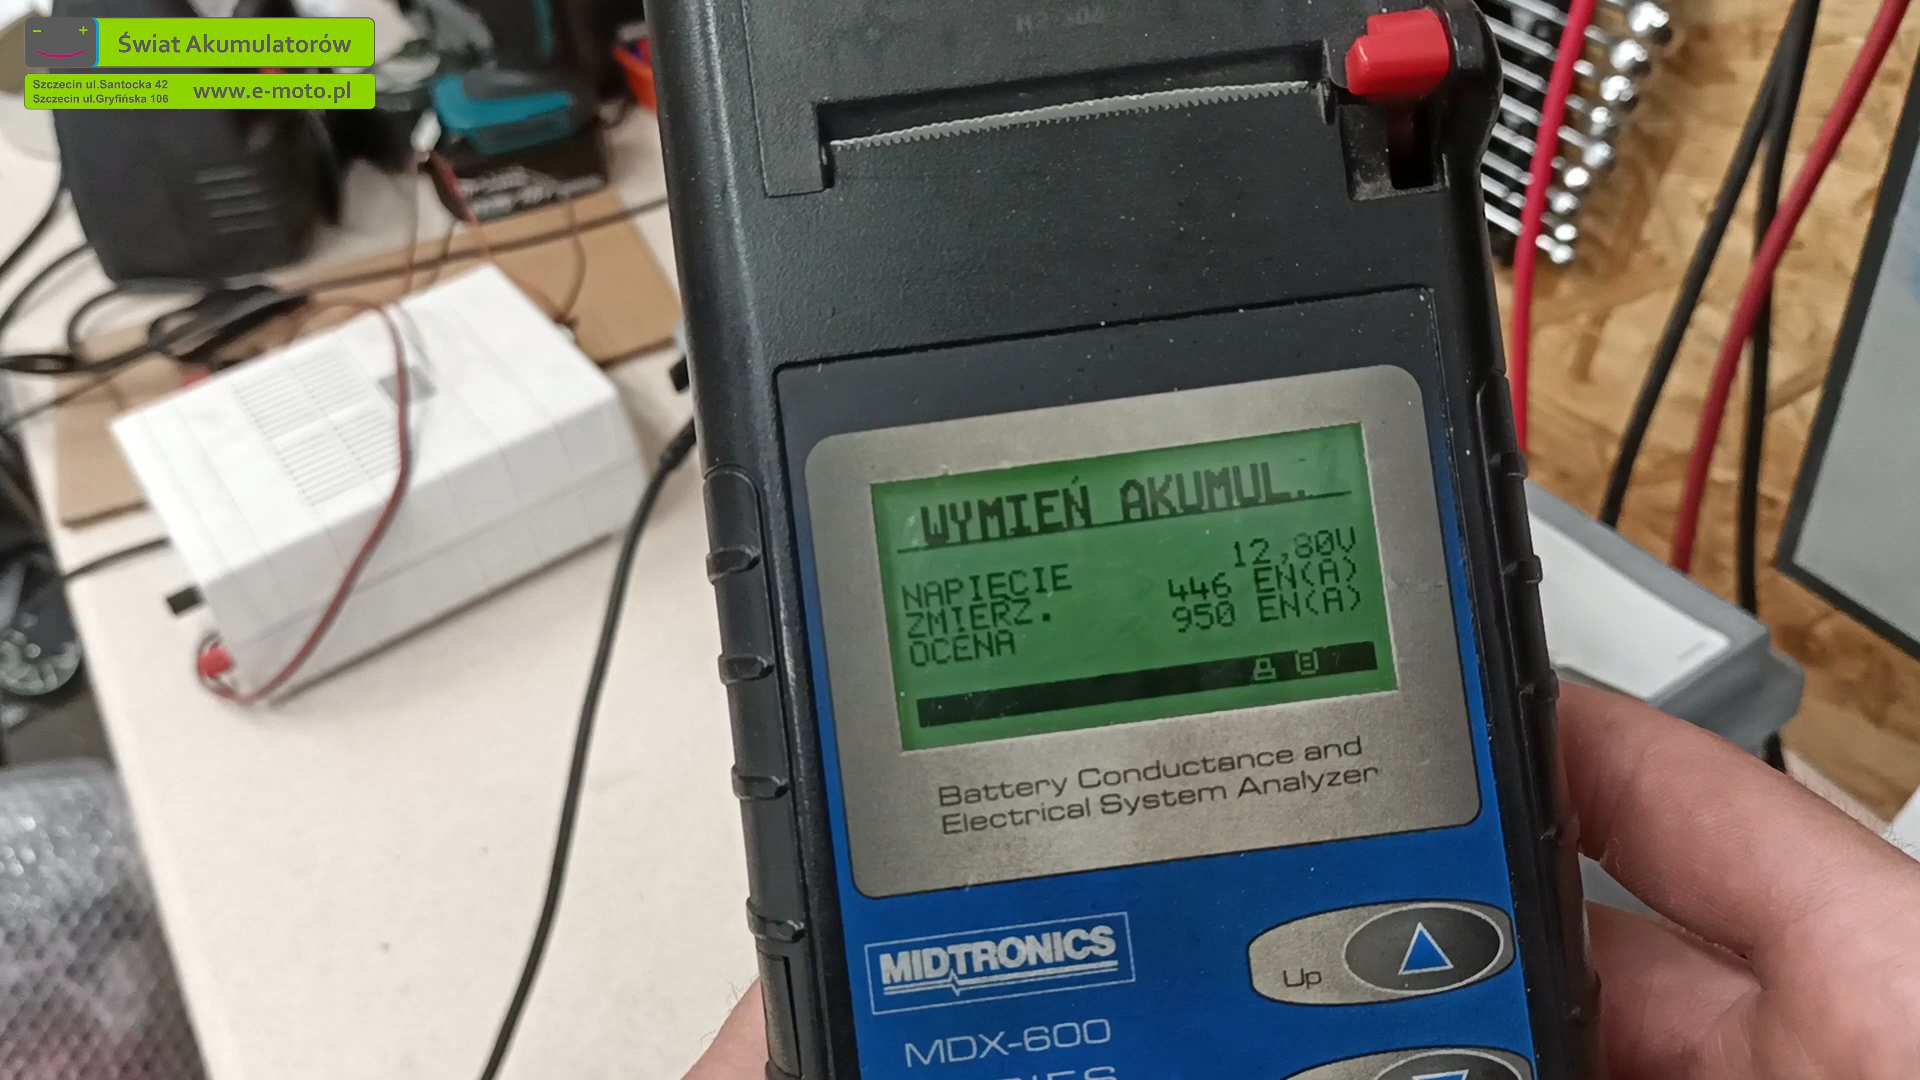 Świat Akumulatorów
Szczecin ul.Santocka 42
Szczecin ul.Gryfińska 106
www.e-moto.pl
WYMIEŃ AKUMUL.
NAPIĘCIE 12,80V
ZMIERZ. 446 EN(A)
OCENA 950 EN(A)
Battery Conductance and
Electrical System Analyzer
MIDTRONICS
Up
MDX-600